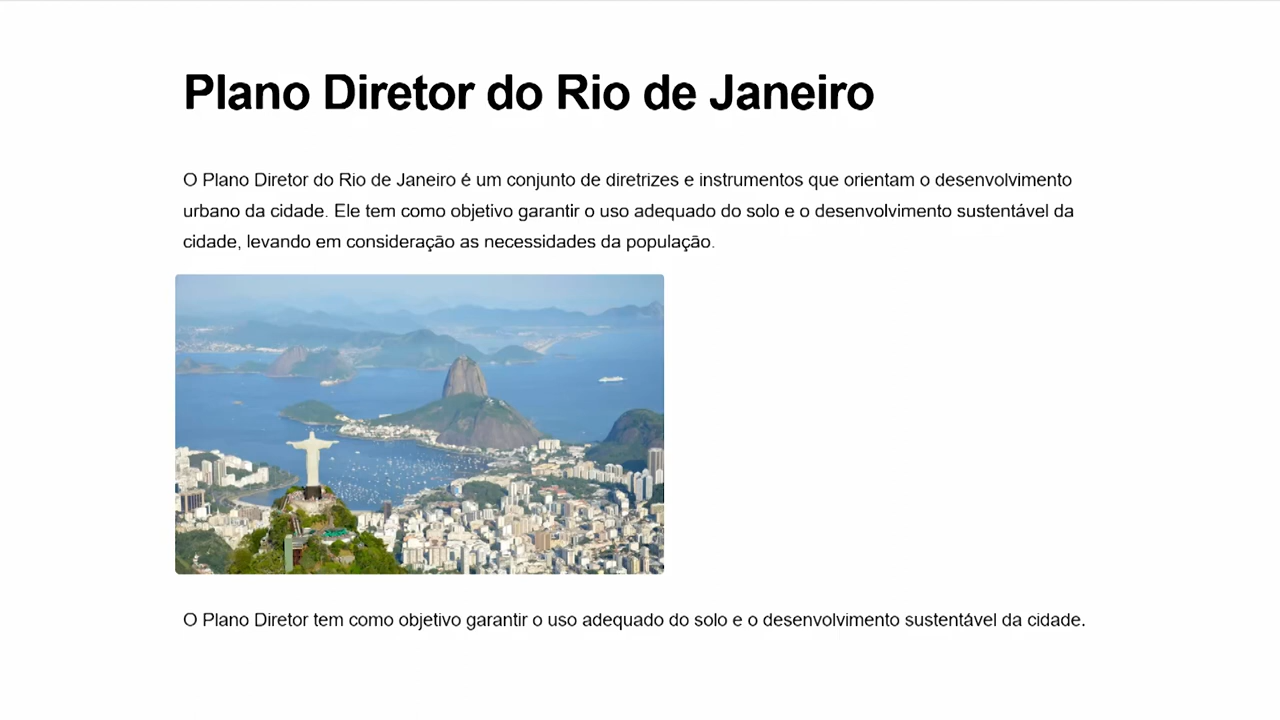 Plano Diretor do Rio de Janeiro
O Plano Diretor do Rio de Janeiro é um conjunto de diretrizes e instrumentos que orientam o desenvolvimento
urbano da cidade. Ele tem como objetivo garantir o uso adequado do solo e o desenvolvimento sustentável da
cidade, levando em consideração as necessidades da população.
O Plano Diretor tem como objetivo garantir o uso adequado do solo e o desenvolvimento sustentável da cidade.